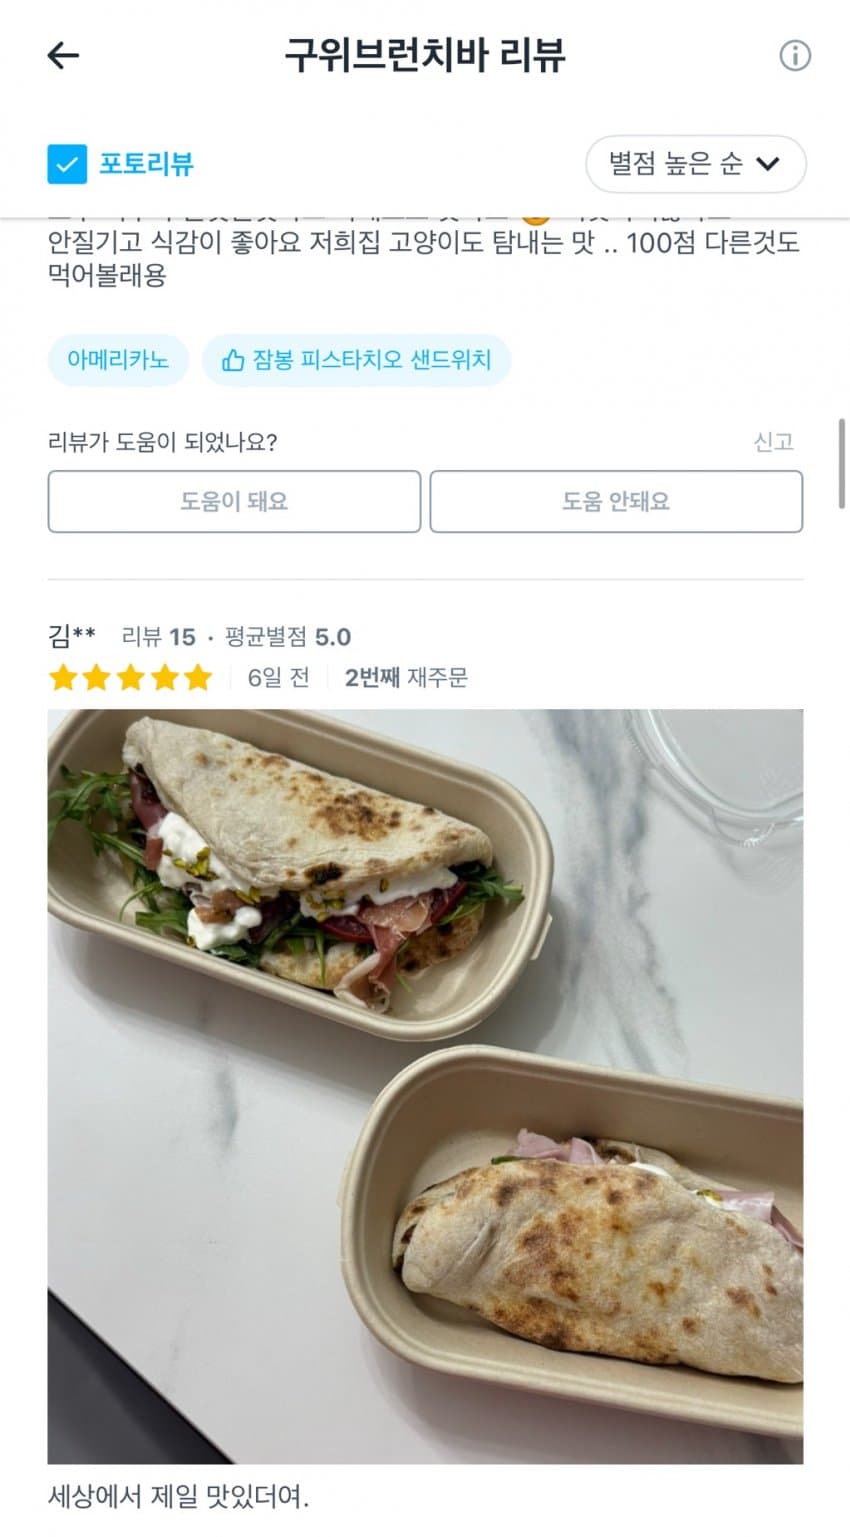 구위브런치바 리뷰
포토리뷰
별점 높은 순
안질기고 식감이 좋아요 저희집 고양이도 탐내는 맛 .. 100점 다른것도
먹어볼래용
아메리카노
잠봉 피스타치오 샌드위치
리뷰가 도움이 되었나요?
신고
도움이 돼요
도움 안돼요
김** 리뷰 15 · 평균별점 5.0
6일 전 2번째 재주문
세상에서 제일 맛있더여.